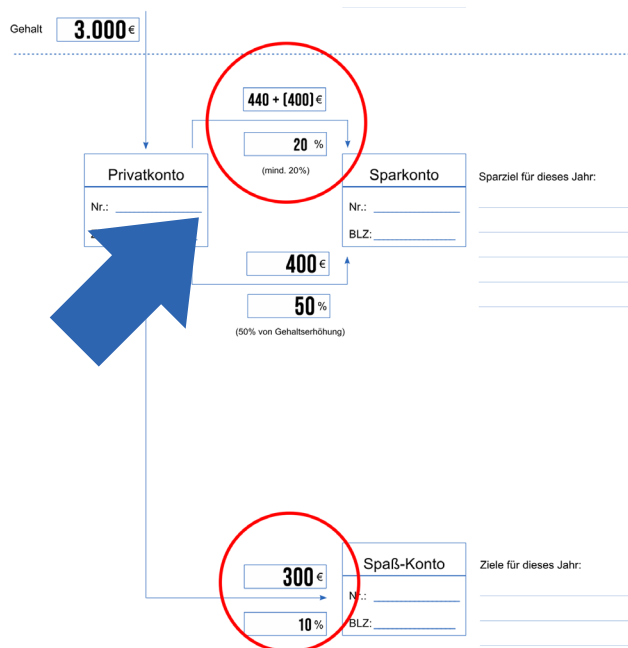 Gehalt 3.000 €
440 + (400) €
20 %
(mind. 20%)
Privatkonto
Sparkonto
Sparziel für dieses Jahr:
Nr.:
Nr.:
BLZ:
400 €
50 %
(50% von Gehaltserhöhung)
Spaß-Konto
Ziele für dieses Jahr:
300 €
Nr.:
10 %
BLZ: